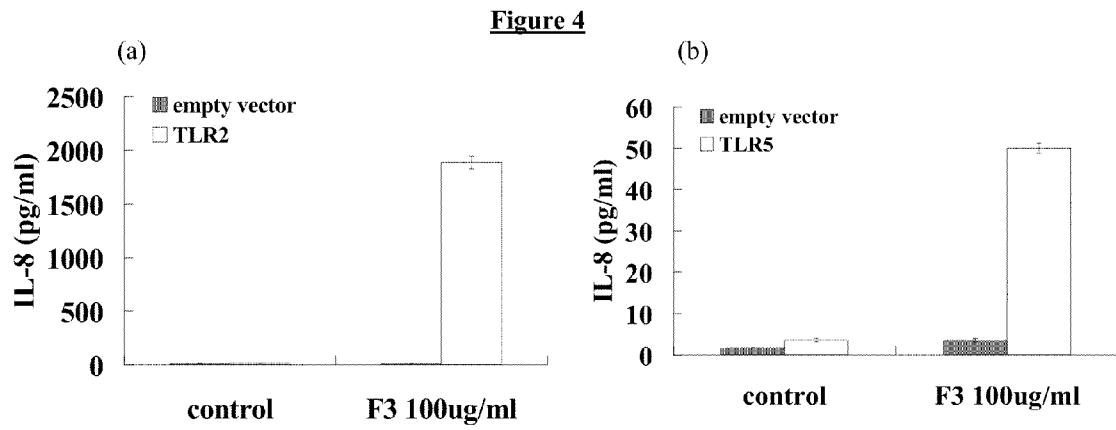 Figure 4
(a)
2500
2000
1500
1000
500
0
IL-8 (pg/ml)
empty vector
TLR2
control
F3 100ug/ml
(b)
60
50
40
30
20
10
0
IL-8 (pg/ml)
empty vector
TLR5
control
F3 100ug/ml